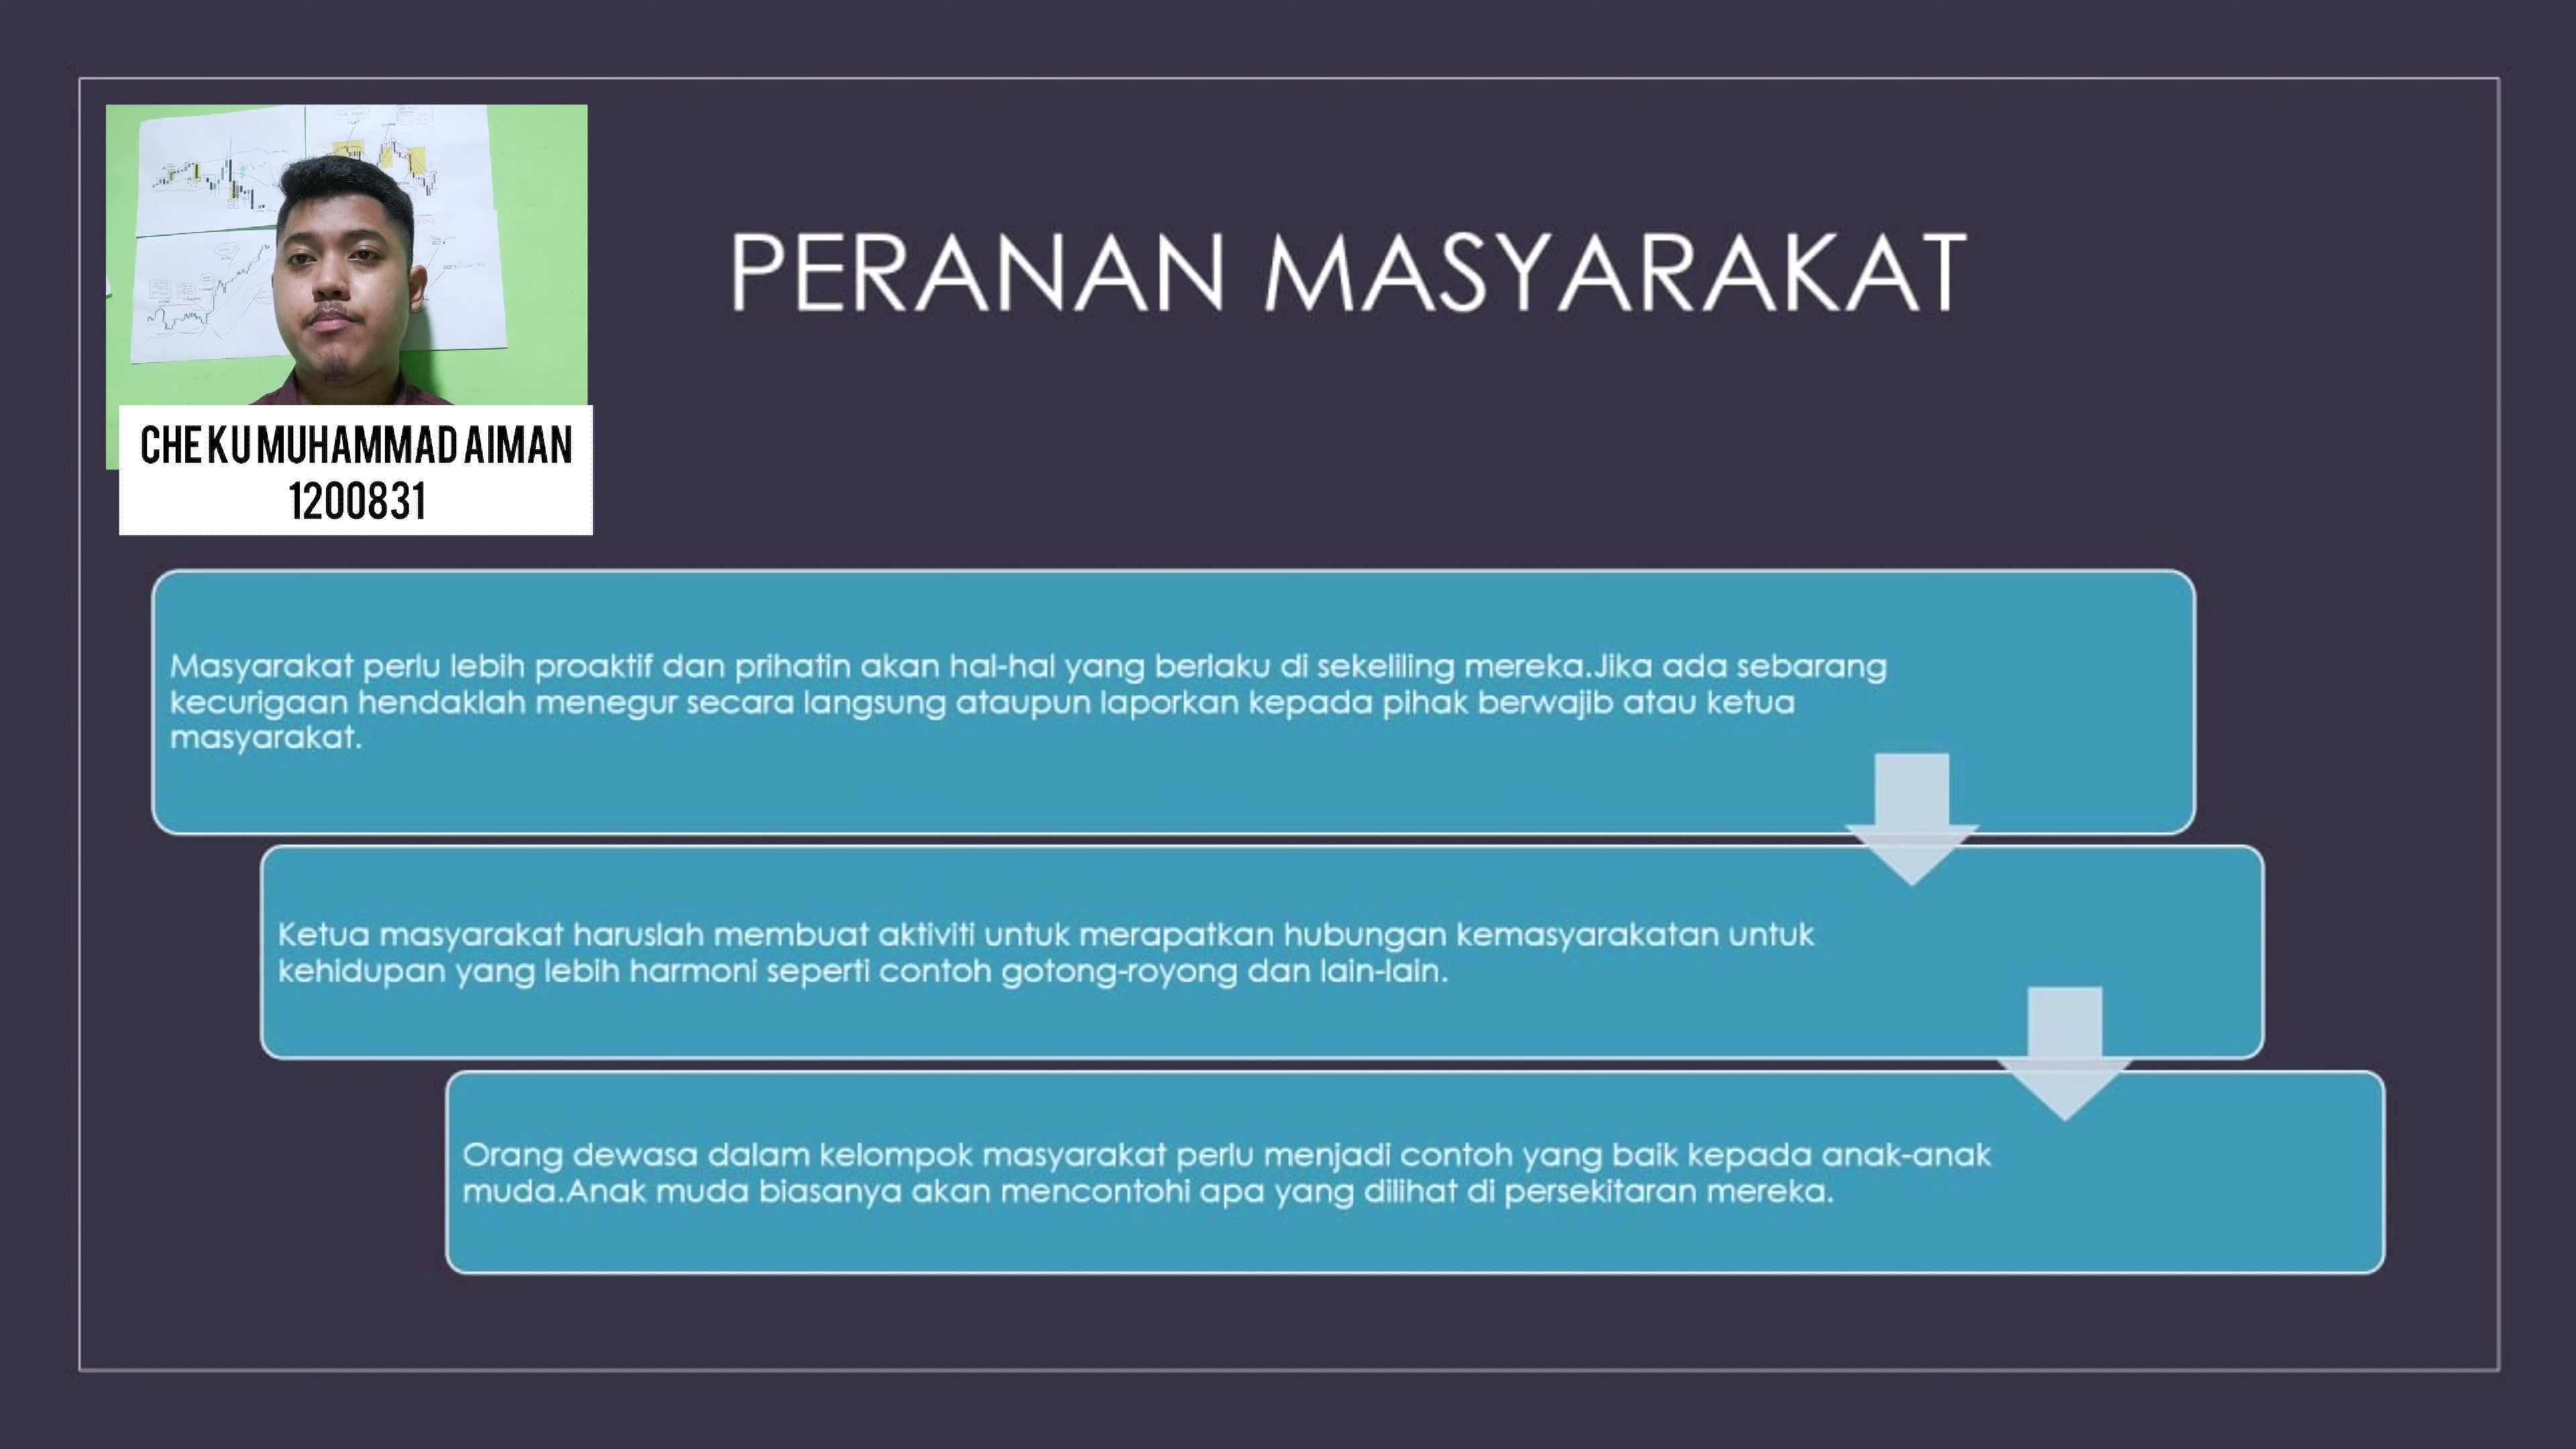 CHE KU MUHAMMAD AIMAN
1200831
PERANAN MASYARAKAT
Masyarakat perlu lebih proaktif dan prihatin akan hal-hal yang berlaku di sekeliling mereka.Jika ada sebarang
kecurigaan hendaklah menegur secara langsung ataupun laporkan kepada pihak berwajib atau ketua
masyarakat.
Ketua masyarakat haruslah membuat aktiviti untuk merapatkan hubungan kemasyarakatan untuk
kehidupan yang lebih harmoni seperti contoh gotong-royong dan lain-lain.
Orang dewasa dalam kelompok masyarakat perlu menjadi contoh yang baik kepada anak-anak
muda.Anak muda biasanya akan mencontohi apa yang dilihat di persekitaran mereka.